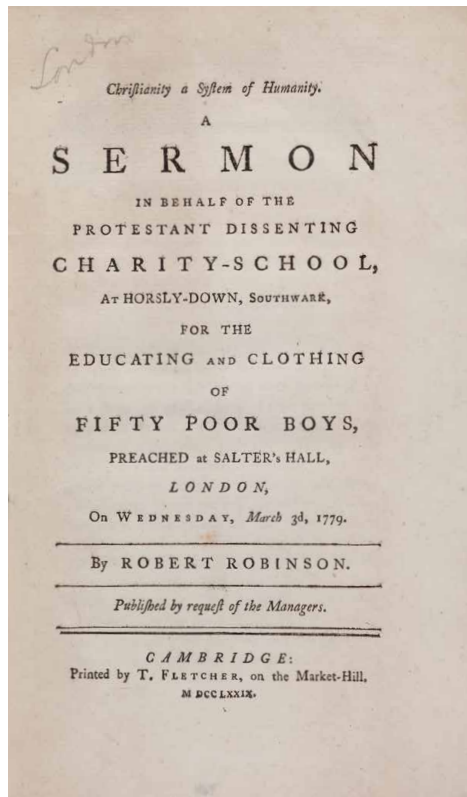 London
Chriſtianity a Syſtem of Humanity.
A
SERMON
IN BEHALF OF THE
PROTESTANT DISSENTING
CHARITY-SCHOOL,
AT HORSLY-DOWN, SOUTHWARK,
FOR THE
EDUCATING AND CLOTHING
OF
FIFTY POOR BOYS,
PREACHED at SALTER's HALL,
LONDON,
On WEDNESDAY, March 3d, 1779.
By ROBERT ROBINSON.
Publiſhed by requeſt of the Managers.
CAMBRIDGE:
Printed by T. FLETCHER, on the Market-Hill,
M DCCLXXIX.